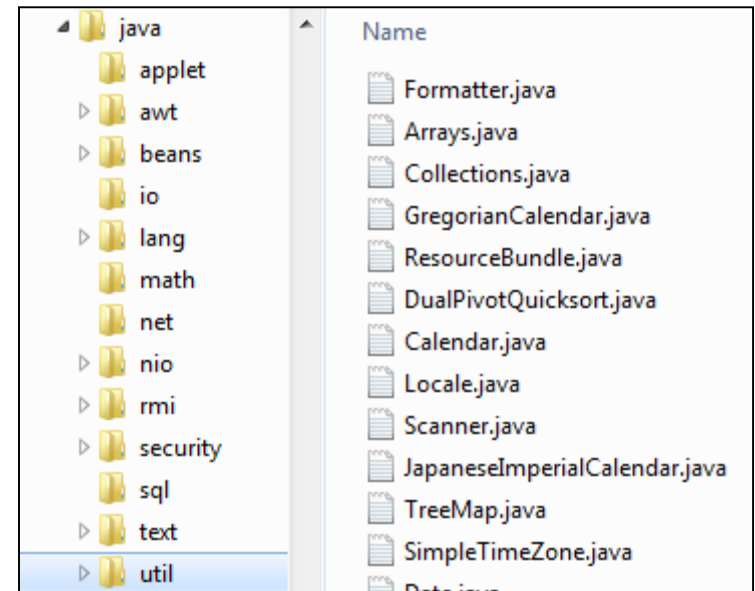 java
applet
awt
beans
io
lang
math
net
nio
rmi
security
sql
text
util
Name
Formatter.java
Arrays.java
Collections.java
GregorianCalendar.java
ResourceBundle.java
DualPivotQuicksort.java
Calendar.java
Locale.java
Scanner.java
JapaneseImperialCalendar.java
TreeMap.java
SimpleTimeZone.java